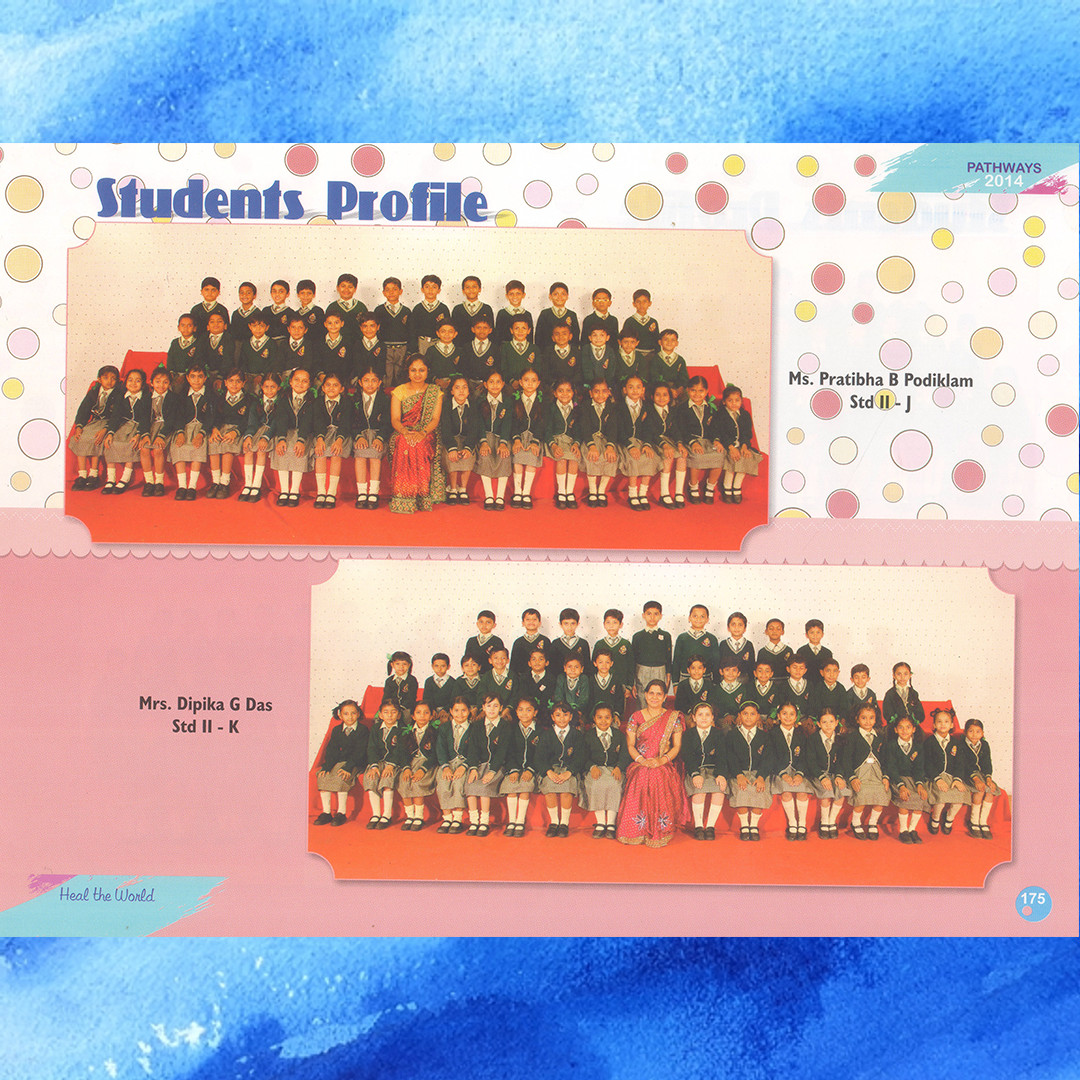 Students Profile
PATHWAYS
2014
Ms. Pratibha B Podiklam
Std II - J
Mrs. Dipika G Das
Std II - K
Heal the World
175